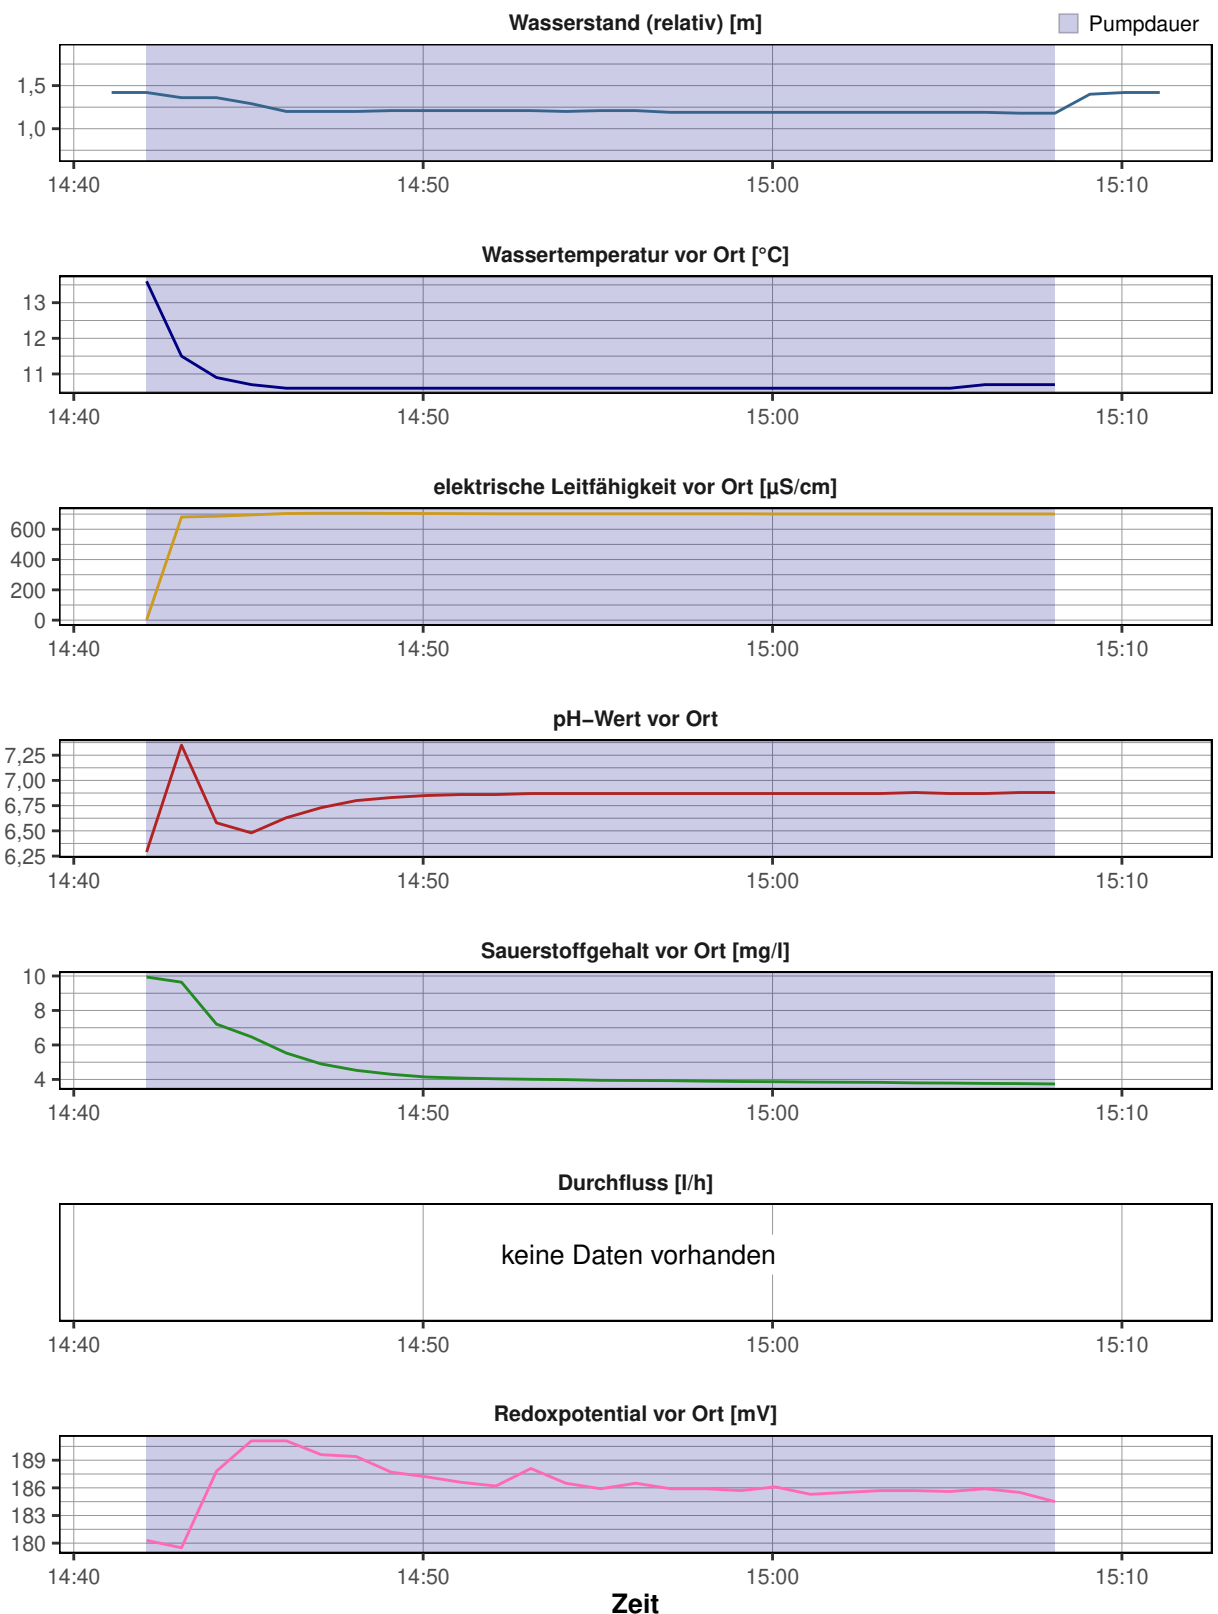 Wasserstand (relativ) [m]
Pumpdauer
1,5
1,0
14:40 14:50 15:00 15:10
Wassertemperatur vor Ort [°C]
13
12
11
14:40 14:50 15:00 15:10
elektrische Leitfähigkeit vor Ort [µS/cm]
600
400
200
0
14:40 14:50 15:00 15:10
pH−Wert vor Ort
7,25
7,00
6,75
6,50
6,25
14:40 14:50 15:00 15:10
Sauerstoffgehalt vor Ort [mg/l]
10
8
6
4
14:40 14:50 15:00 15:10
Durchfluss [l/h]
keine Daten vorhanden
14:40 14:50 15:00 15:10
Redoxpotential vor Ort [mV]
189
186
183
180
14:40 14:50 15:00 15:10
Zeit